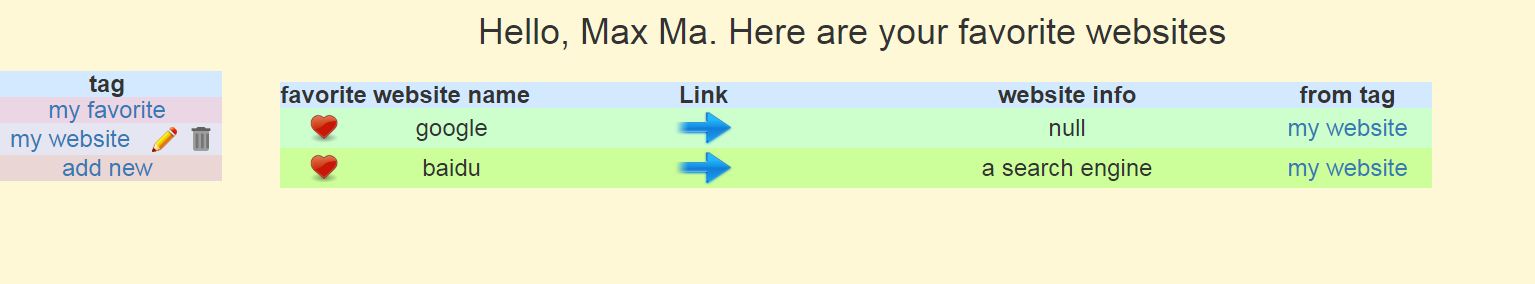 Hello, Max Ma. Here are your favorite websites
tag
my favorite
my website
add new
favorite website name Link website info from tag
google null my website
baidu a search engine my website